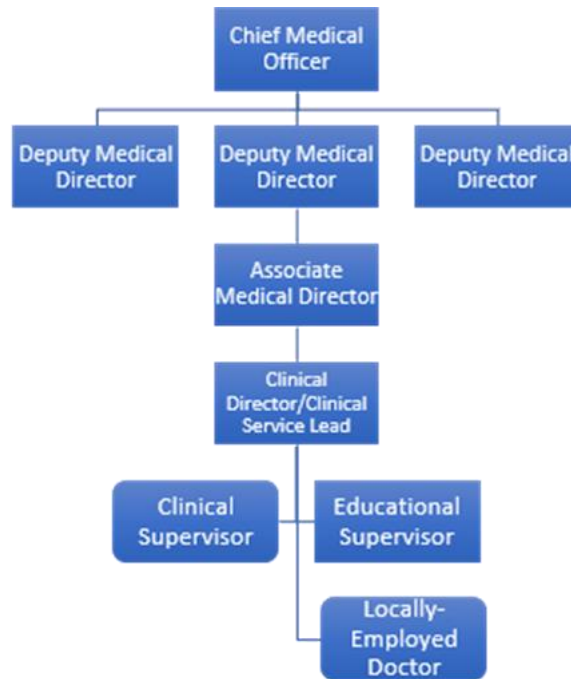 Chief Medical
Officer
Deputy Medical
Director
Deputy Medical
Director
Deputy Medical
Director
Associate
Medical Director
Clinical
Director/Clinical
Service Lead
Clinical
Supervisor
Educational
Supervisor
Locally-
Employed
Doctor